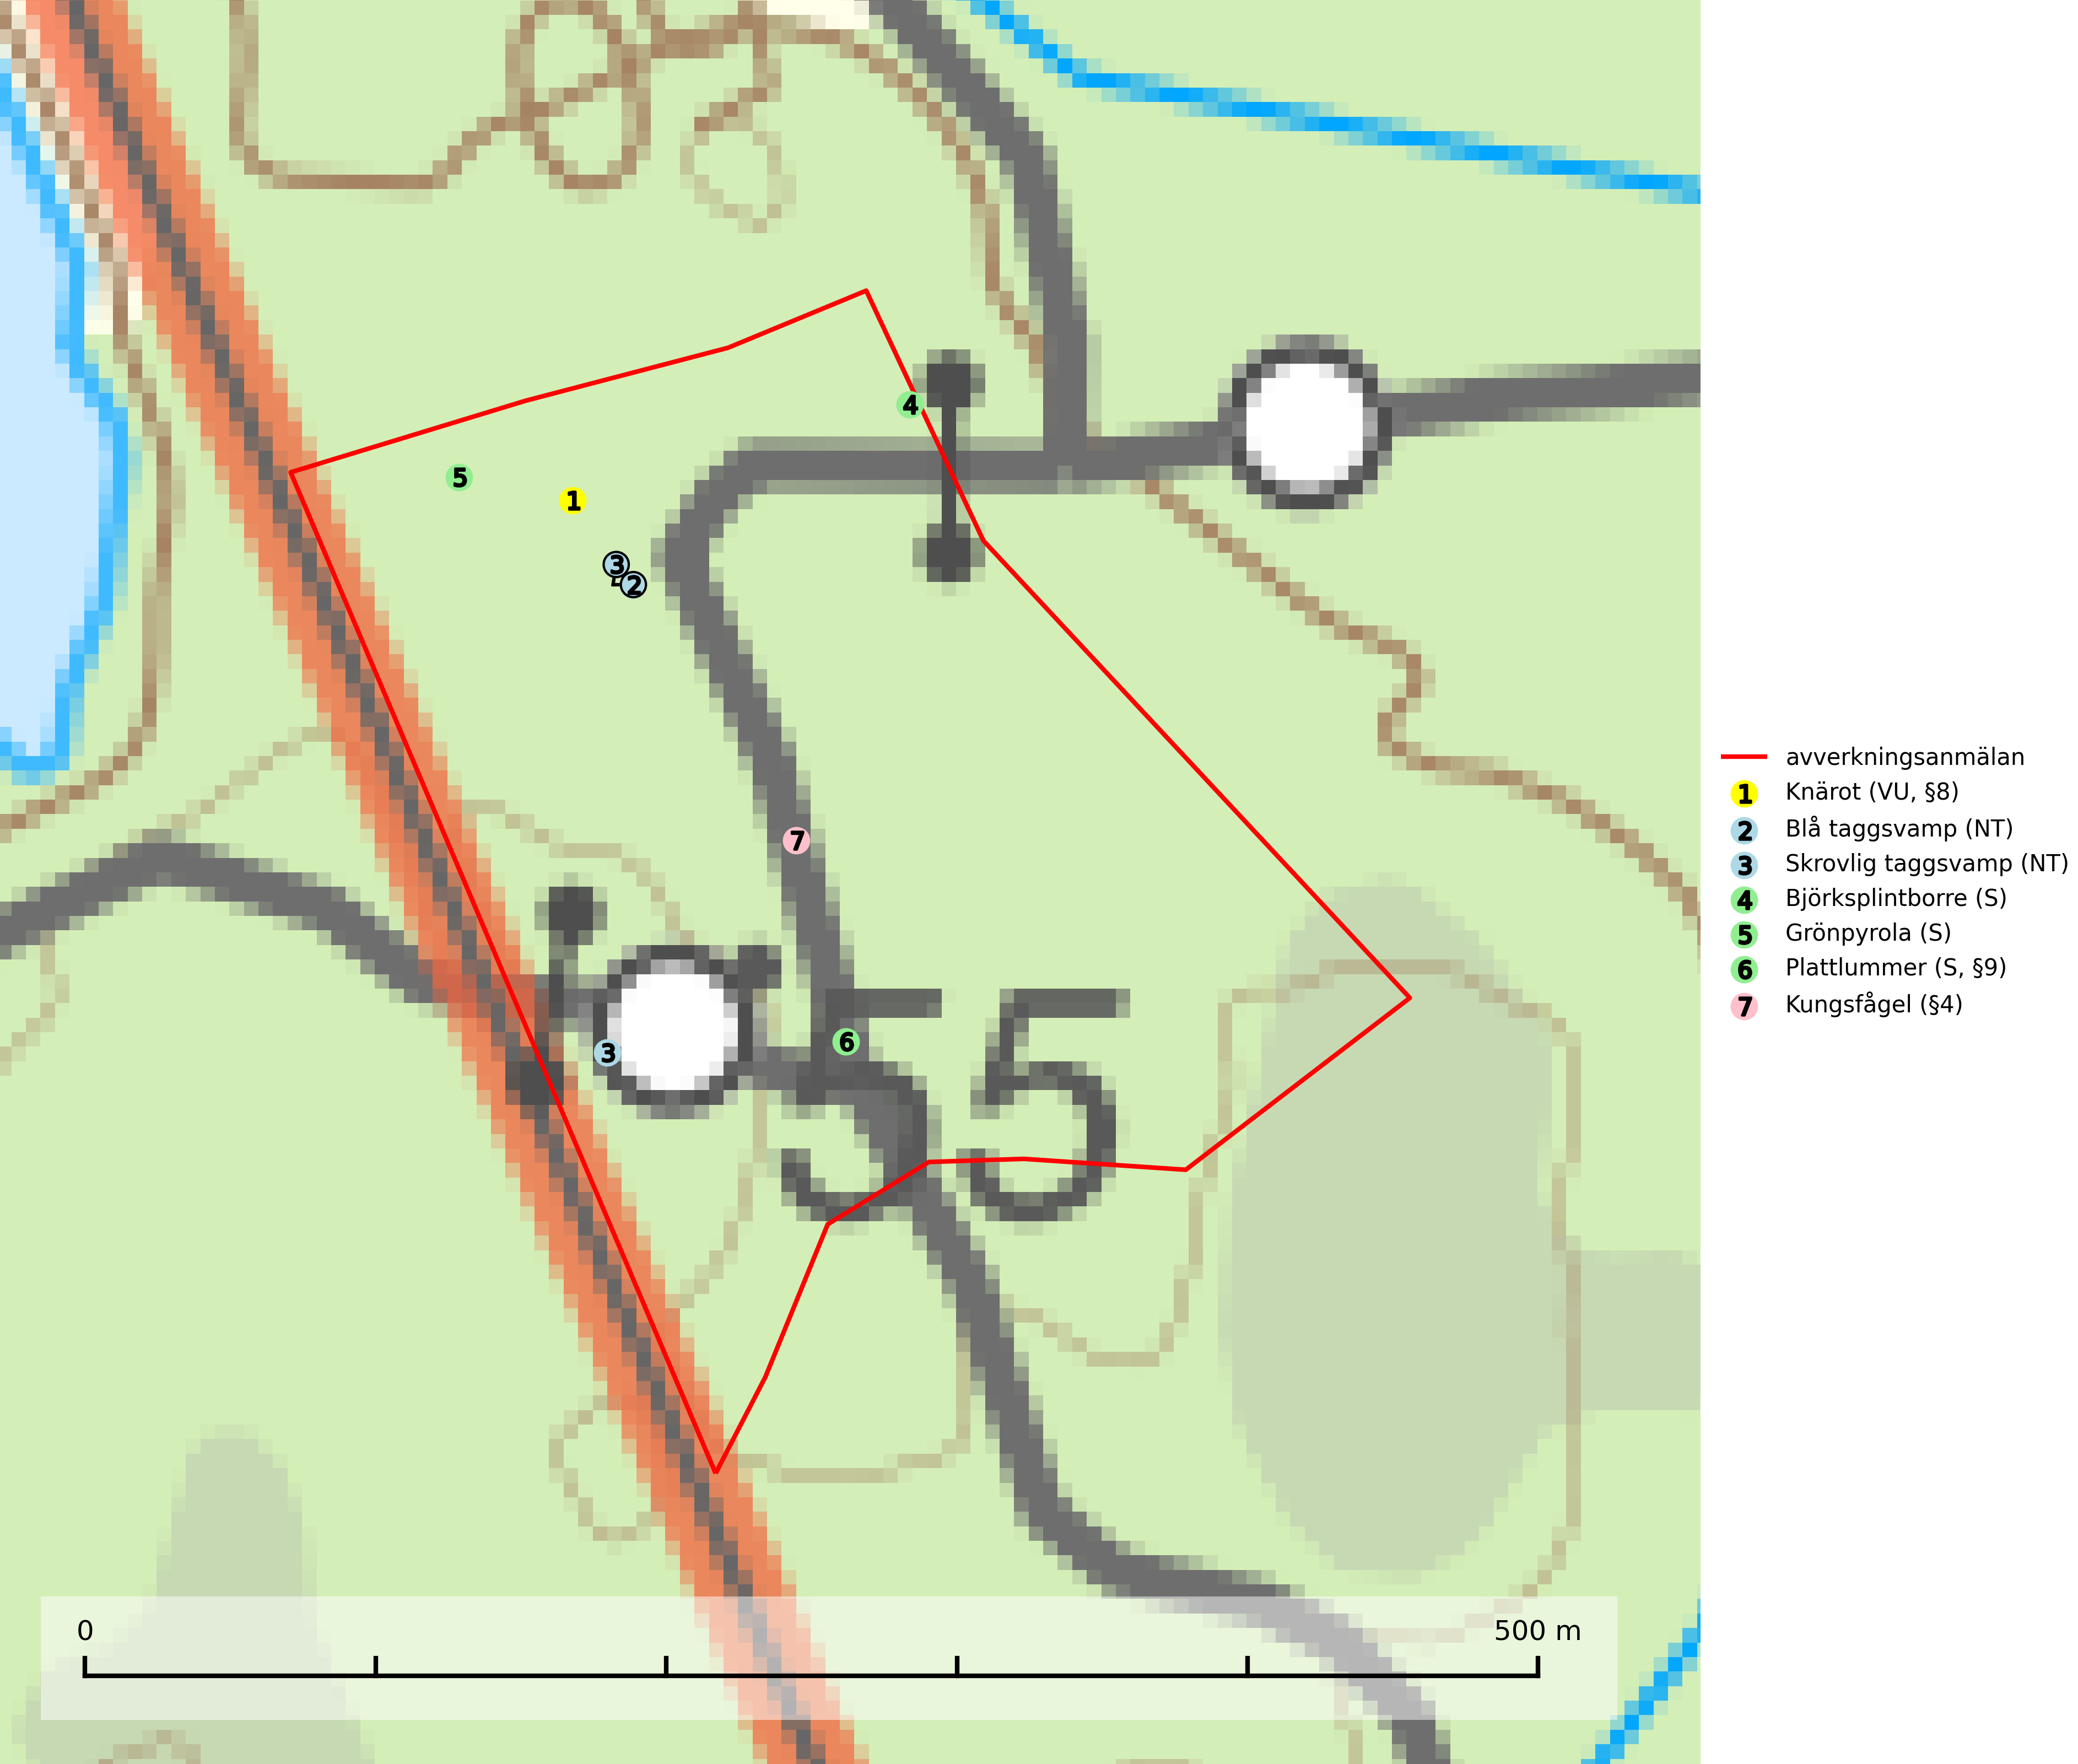 4
5
1
3
2
7
55
6
3
avverkningsanmälan
1 Knärot (VU, §8)
2 Blå taggsvamp (NT)
3 Skrovlig taggsvamp (NT)
4 Björksplintborre (S)
5 Grönpyrola (S)
6 Plattlummer (S, §9)
7 Kungsfågel (§4)
0 500 m